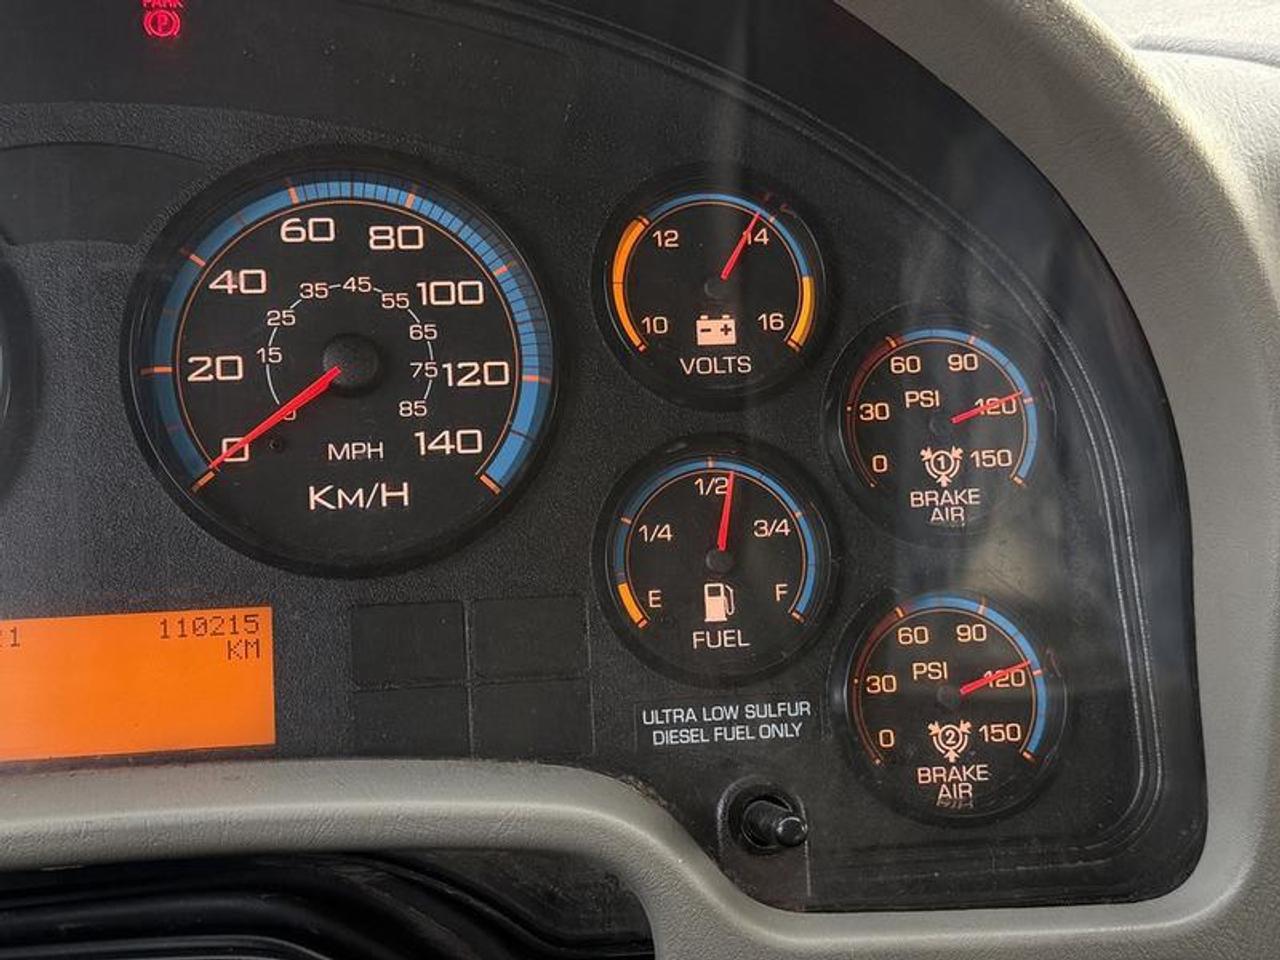 PARK
P
60 80
40 100
20 120
0 140
35 45 55
25 65
15 75
0 85
MPH
KM/H
12 14
10 16
VOLTS
60 90
30 PSI 120
0 1 150
BRAKE
AIR
1/2
1/4 3/4
E F
FUEL
60 90
PSI
30 120
0 2 150
BRAKE
AIR
110215
KM
ULTRA LOW SULFUR
DIESEL FUEL ONLY